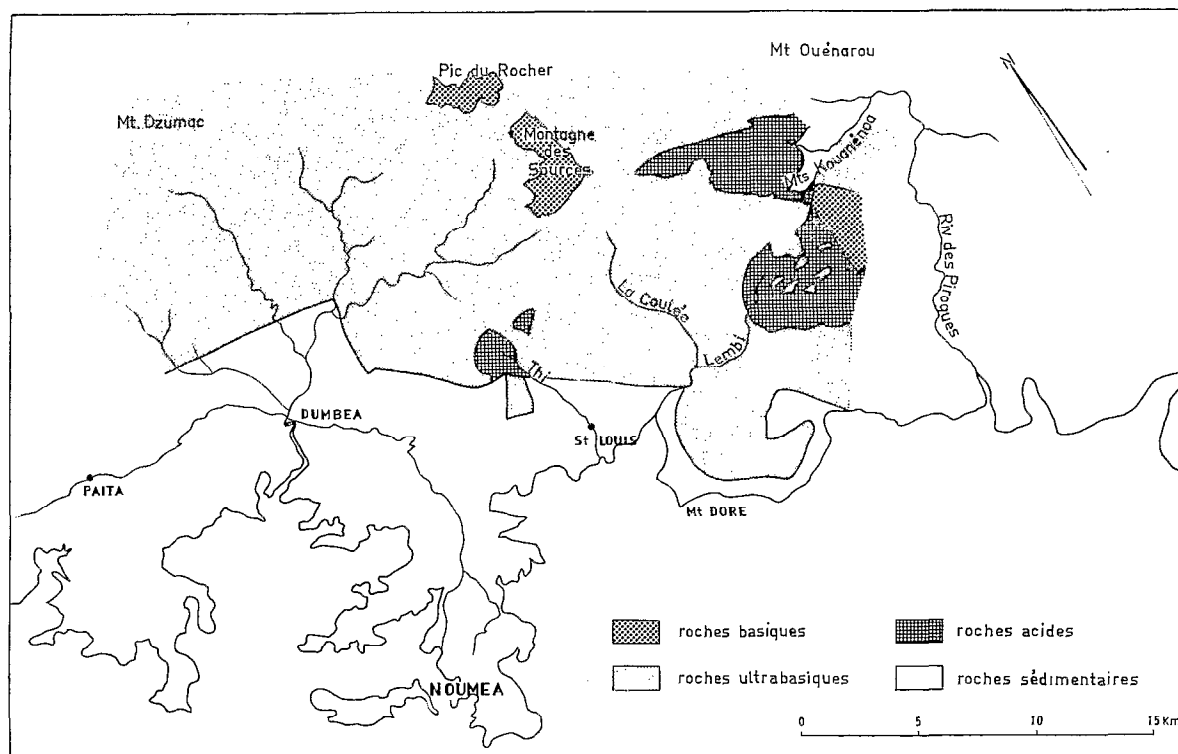 Mt Ouénarou
N
Pic du Rocher
Mt. Dzumac
Montagne
des
Sources
Mts Kouanénoa
Riv des Pirogues
La Coulée
Lembi
Thi
DUMBEA
St LOUIS
PAITA
Mt DORE
NOUMEA
roches basiques
roches acides
roches ultrabasiques
roches sédimentaires
0 5 10 15 Km